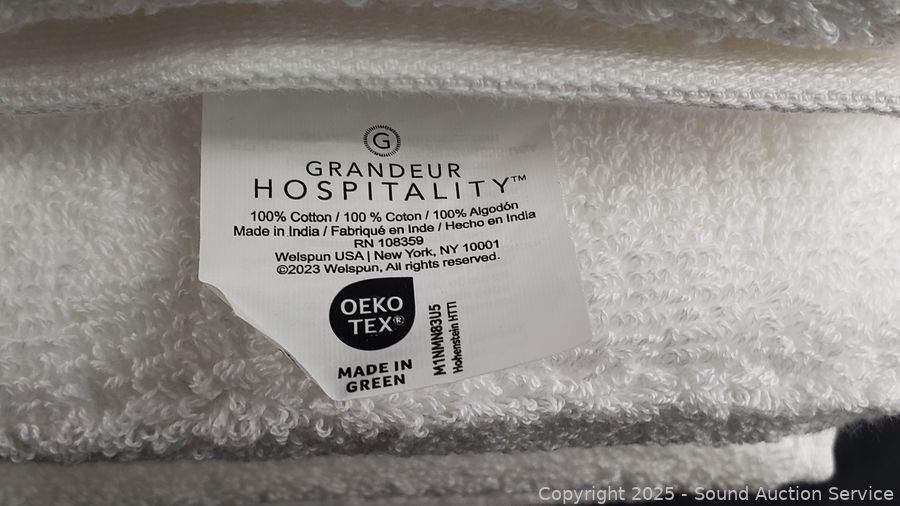 G
GRANDEUR
HOSPITALITY™
100% Cotton / 100 % Coton / 100% Algodón
Made in India / Fabriqué en Inde / Hecho en India
RN 108359
Welspun USA | New York, NY 10001
©2023 Welspun, All rights reserved.
OEKO
TEX®
MADE IN
GREEN
M1NMN83U5
Hohenstein HTTI
Copyright 2025 - Sound Auction Service